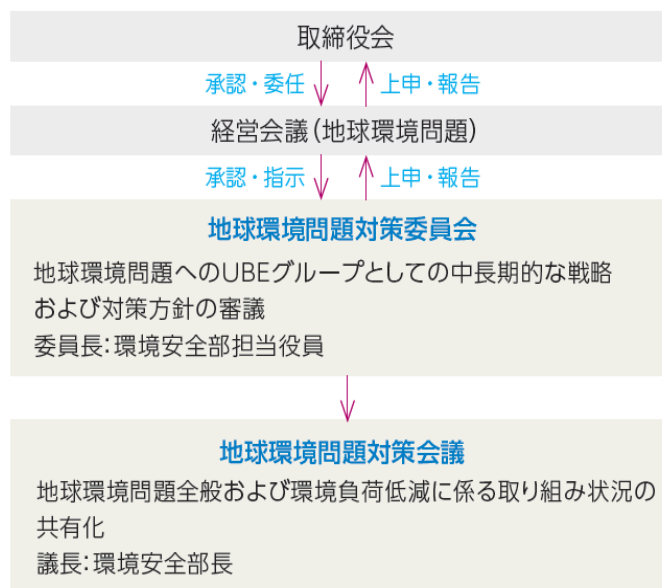 取締役会
承認・委任 上申・報告
経営会議(地球環境問題)
承認・指示 上申・報告
地球環境問題対策委員会
地球環境問題へのUBEグループとしての中長期的な戦略
および対策方針の審議
委員長:環境安全部担当役員
地球環境問題対策会議
地球環境問題全般および環境負荷低減に係る取り組み状況の
共有化
議長:環境安全部長